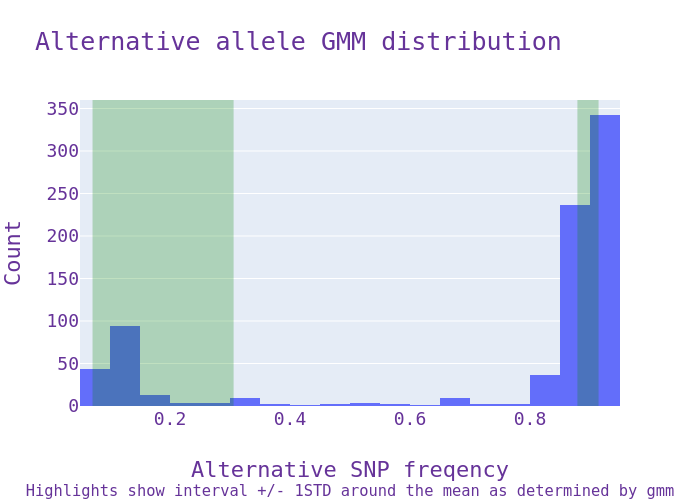 Alternative allele GMM distribution
350
300
250
200
150
100
50
0
Count
0.2 0.4 0.6 0.8
Alternative SNP freqency
Highlights show interval +/- 1STD around the mean as determined by gmm